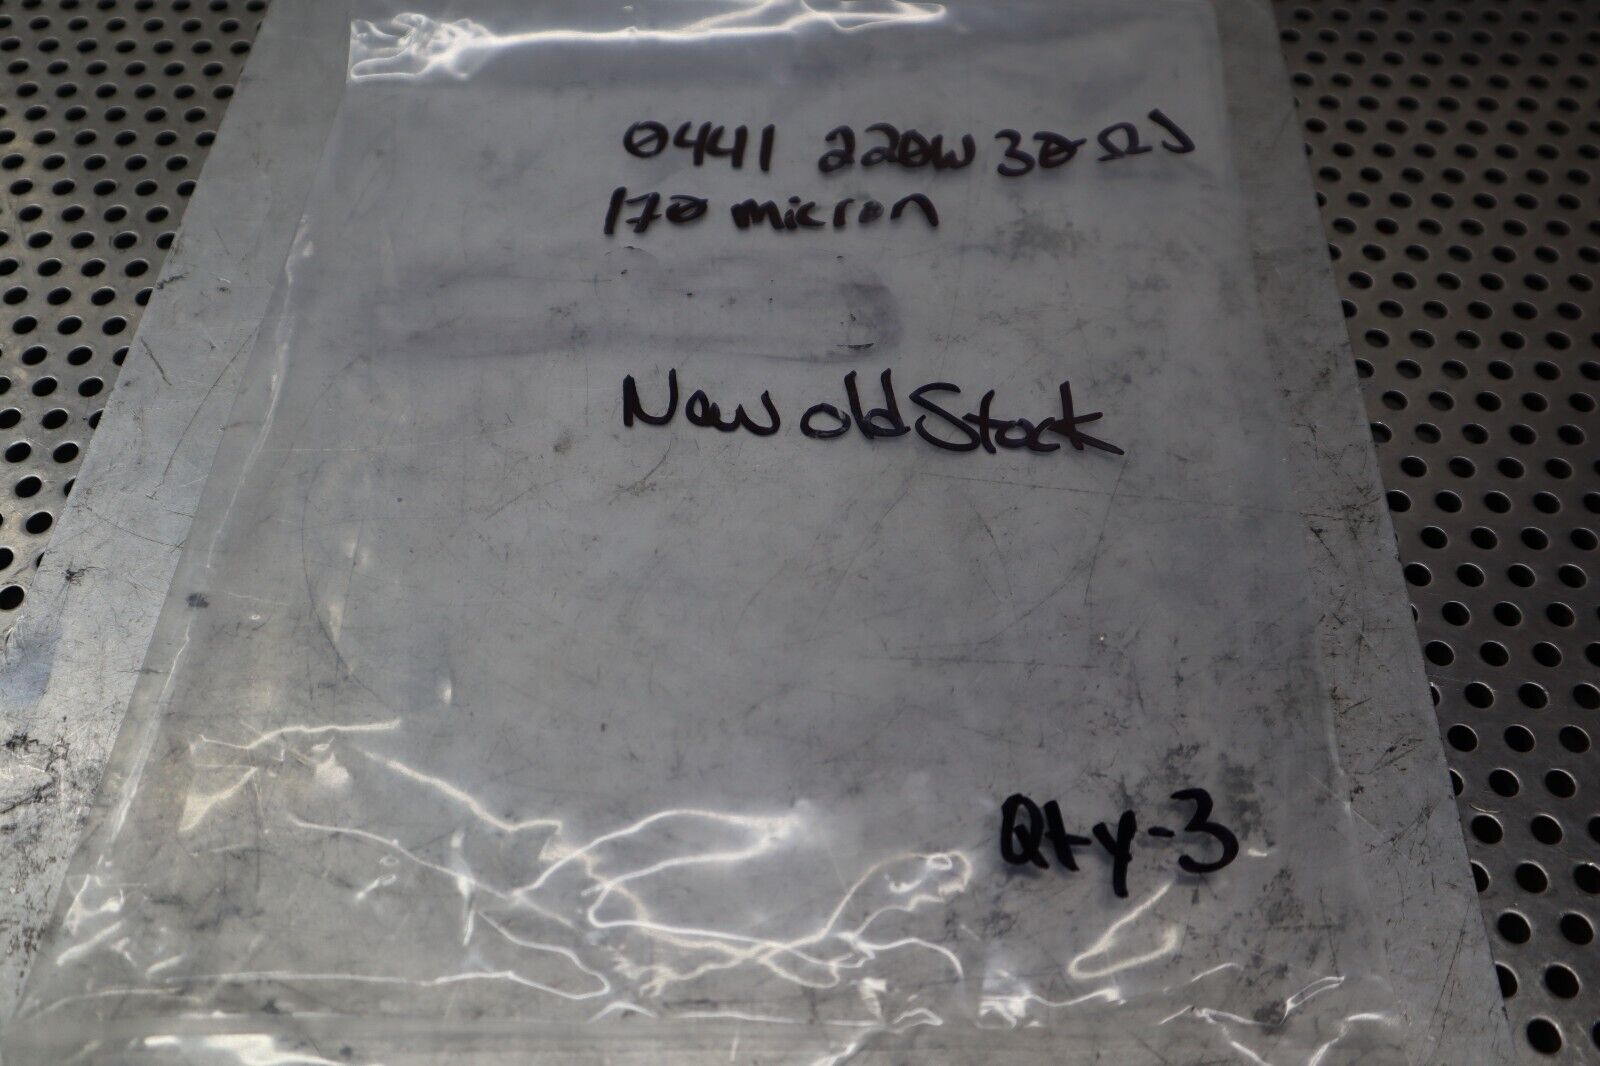 0441 220W 30ΩJ
170 micron
New old Stock
Qty-3